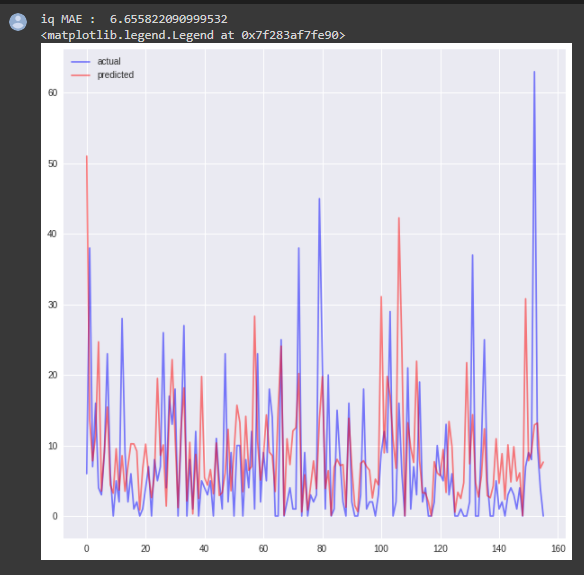 iq MAE :  6.655822090999532
<matplotlib.legend.Legend at 0x7f283af7fe90>
actual
predicted
60
50
40
30
20
10
0
0 20 40 60 80 100 120 140 160